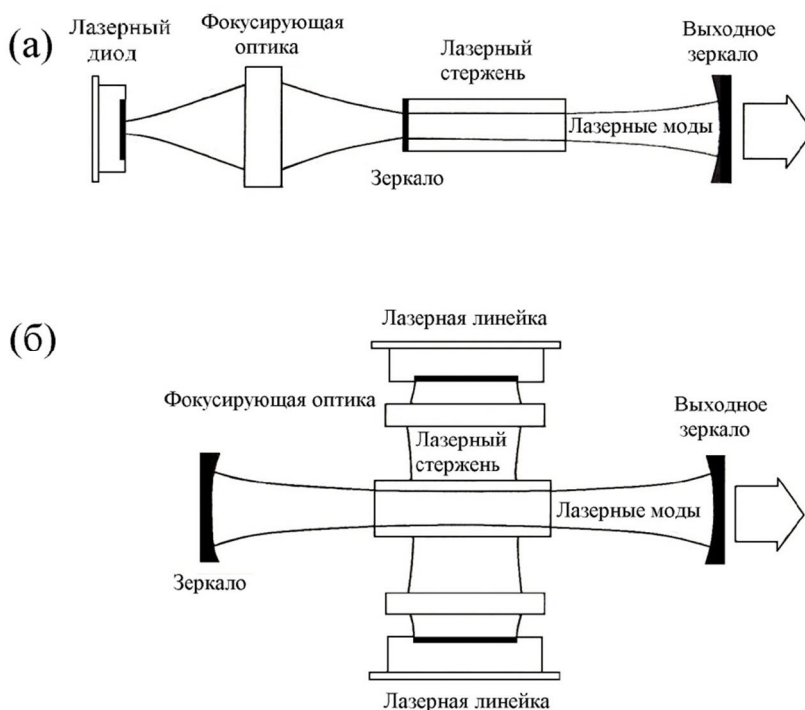 (а)
Лазерный
диод
Фокусирующая
оптика
Лазерный
стержень
Выходное
зеркало
Лазерные моды
Зеркало
(б)
Лазерная линейка
Фокусирующая оптика
Выходное
зеркало
Лазерный
стержень
Лазерные моды
Зеркало
Лазерная линейка